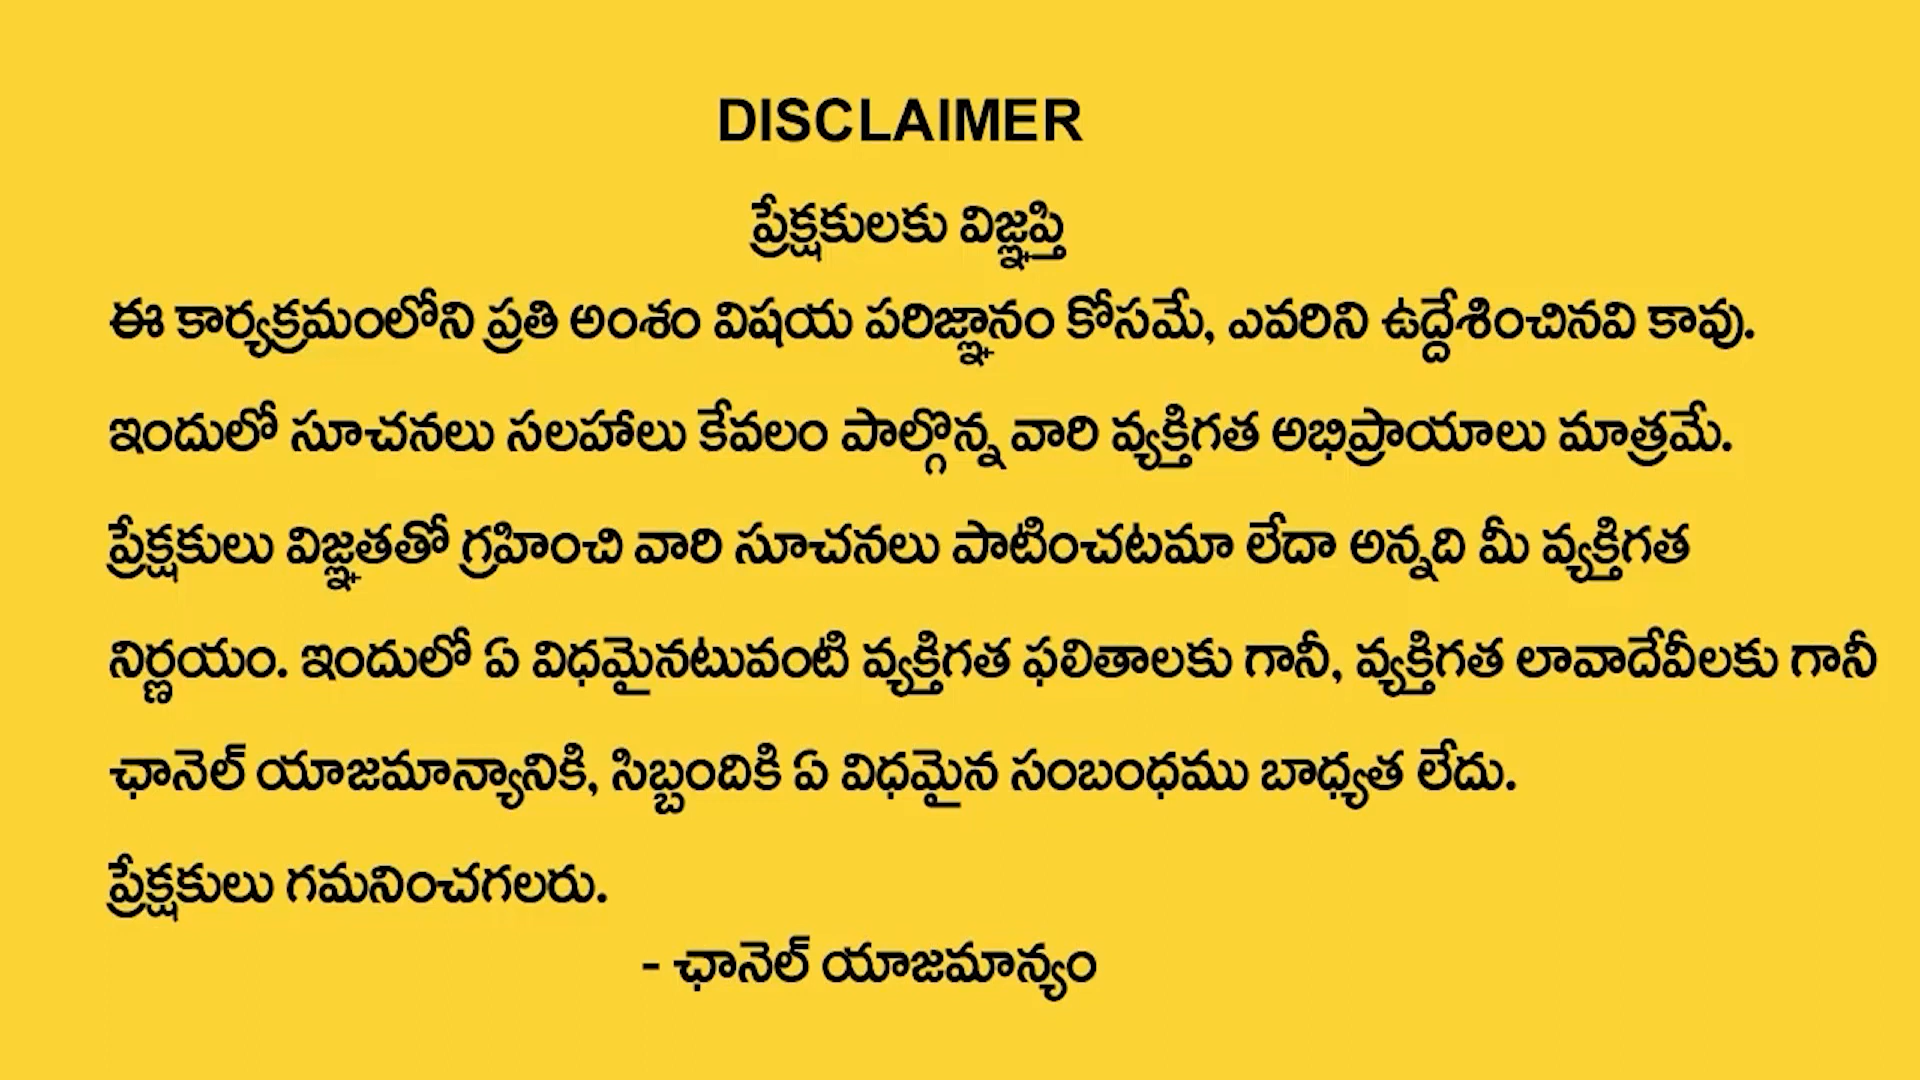 DISCLAIMER
ప్రేక్షకులకు విజ్ఞప్తి
ఈ కార్యక్రమంలోని ప్రతి అంశం విషయ పరిజ్ఞానం కోసమే, ఎవరిని ఉద్దేశించినవి కావు.
ఇందులో సూచనలు సలహాలు కేవలం పాల్గొన్న వారి వ్యక్తిగత అభిప్రాయాలు మాత్రమే.
ప్రేక్షకులు విజ్ఞతతో గ్రహించి వారి సూచనలు పాటించటమా లేదా అన్నది మీ వ్యక్తిగత
నిర్ణయం. ఇందులో ఏ విధమైనటువంటి వ్యక్తిగత ఫలితాలకు గానీ, వ్యక్తిగత లావాదేవీలకు గానీ
ఛానెల్ యాజమాన్యానికి, సిబ్బందికి ఏ విధమైన సంబంధము బాధ్యత లేదు.
ప్రేక్షకులు గమనించగలరు.
- ఛానెల్ యాజమాన్యం